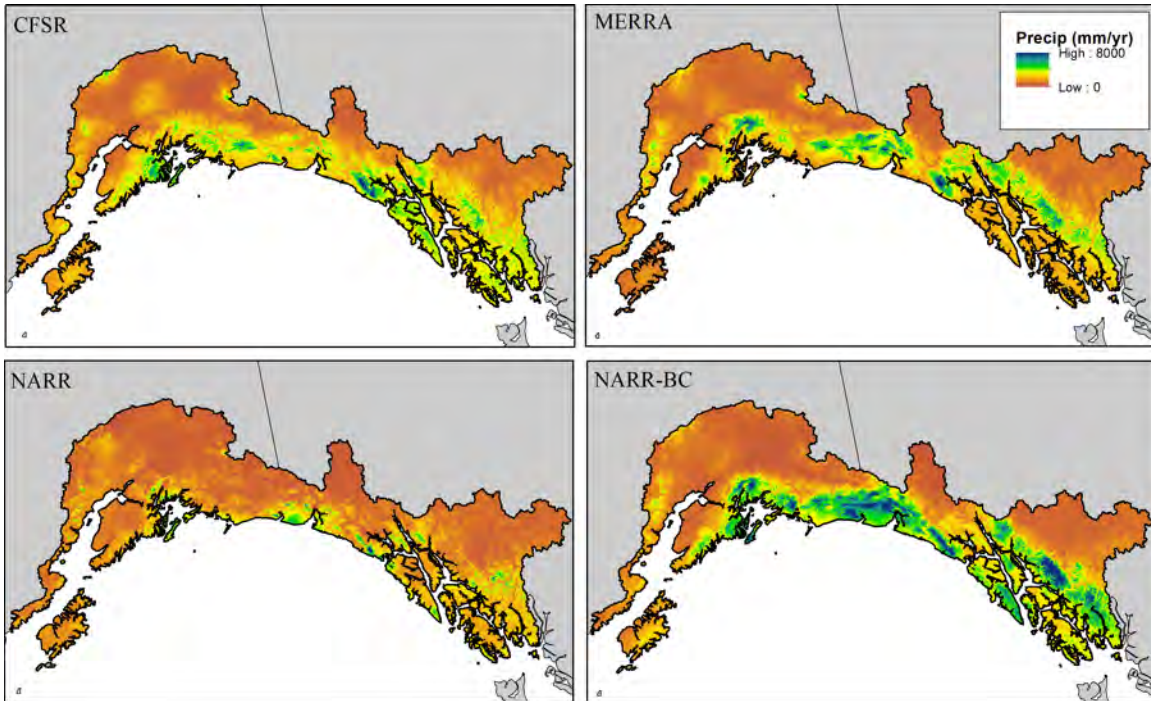 CFSR
MERRA
Precip (mm/yr)
High : 8000
Low : 0
NARR
NARR-BC